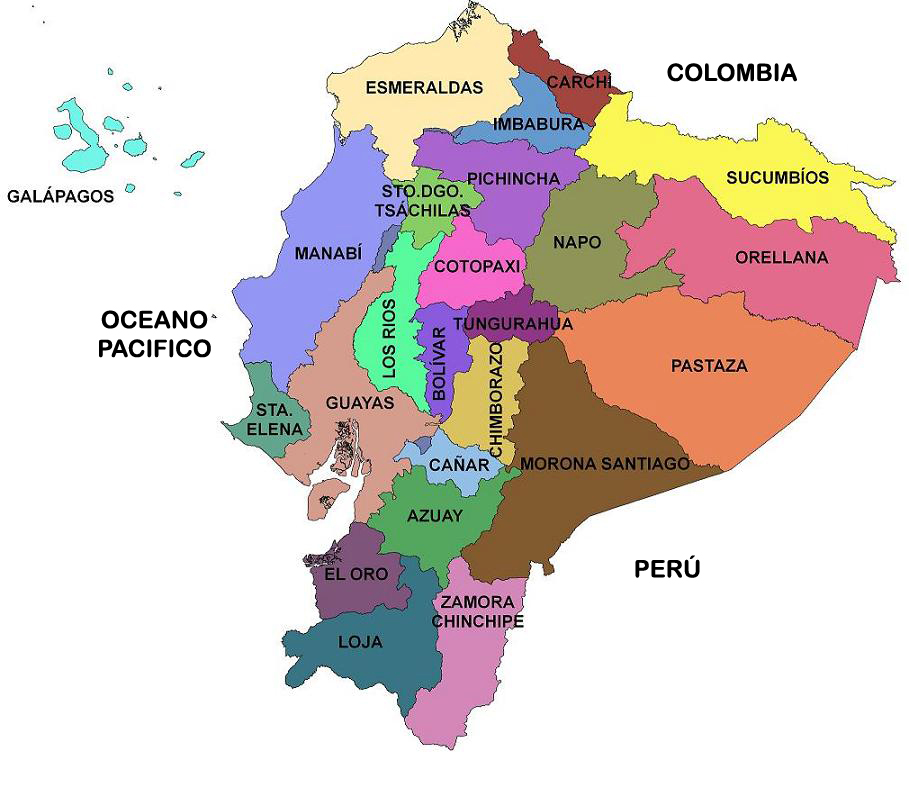 COLOMBIA
ESMERALDAS
CARCHI
IMBABURA
PICHINCHA
SUCUMBÍOS
GALÁPAGOS
STO.DGO.
TSÁCHILAS
MANABÍ
NAPO
ORELLANA
COTOPAXI
OCEANO
PACIFICO
LOS RIOS
BOLÍVAR
TUNGURAHUA
CHIMBORAZO
PASTAZA
GUAYAS
STA.
ELENA
CAÑAR
MORONA SANTIAGO
AZUAY
EL ORO
PERÚ
ZAMORA
CHINCHIPE
LOJA